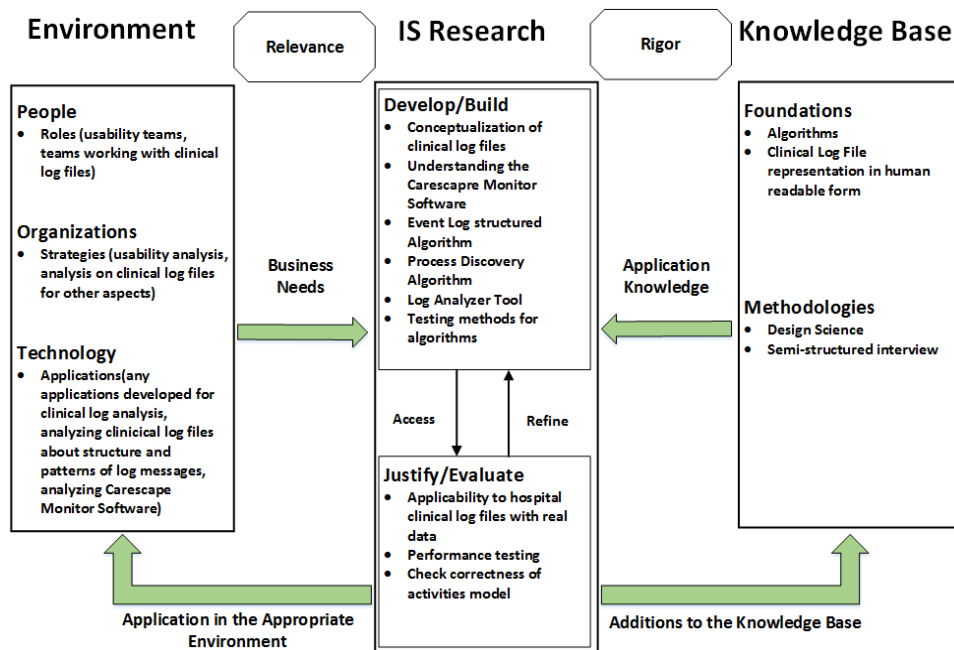 Environment
Relevance
IS Research
Rigor
Knowledge Base
People
• Roles (usability teams,
teams working with clinical
log files)
Organizations
• Strategies (usability analysis,
analysis on clinical log files
for other aspects)
Technology
• Applications(any
applications developed for
clinical log analysis,
analyzing clinicical log files
about structure and
patterns of log messages,
analyzing Carescape
Monitor Software)
Business
Needs
Develop/Build
• Conceptualization of
clinical log files
• Understanding the
Carescapre Monitor
Software
• Event Log structured
Algorithm
• Process Discovery
Algorithm
• Log Analyzer Tool
• Testing methods for
algorithms
Access
Refine
Justify/Evaluate
• Applicability to hospital
clinical log files with real
data
• Performance testing
• Check correctness of
activities model
Application
Knowledge
Foundations
• Algorithms
• Clinical Log File
representation in human
readable form
Methodologies
• Design Science
• Semi-structured interview
Application in the Appropriate
Environment
Additions to the Knowledge Base